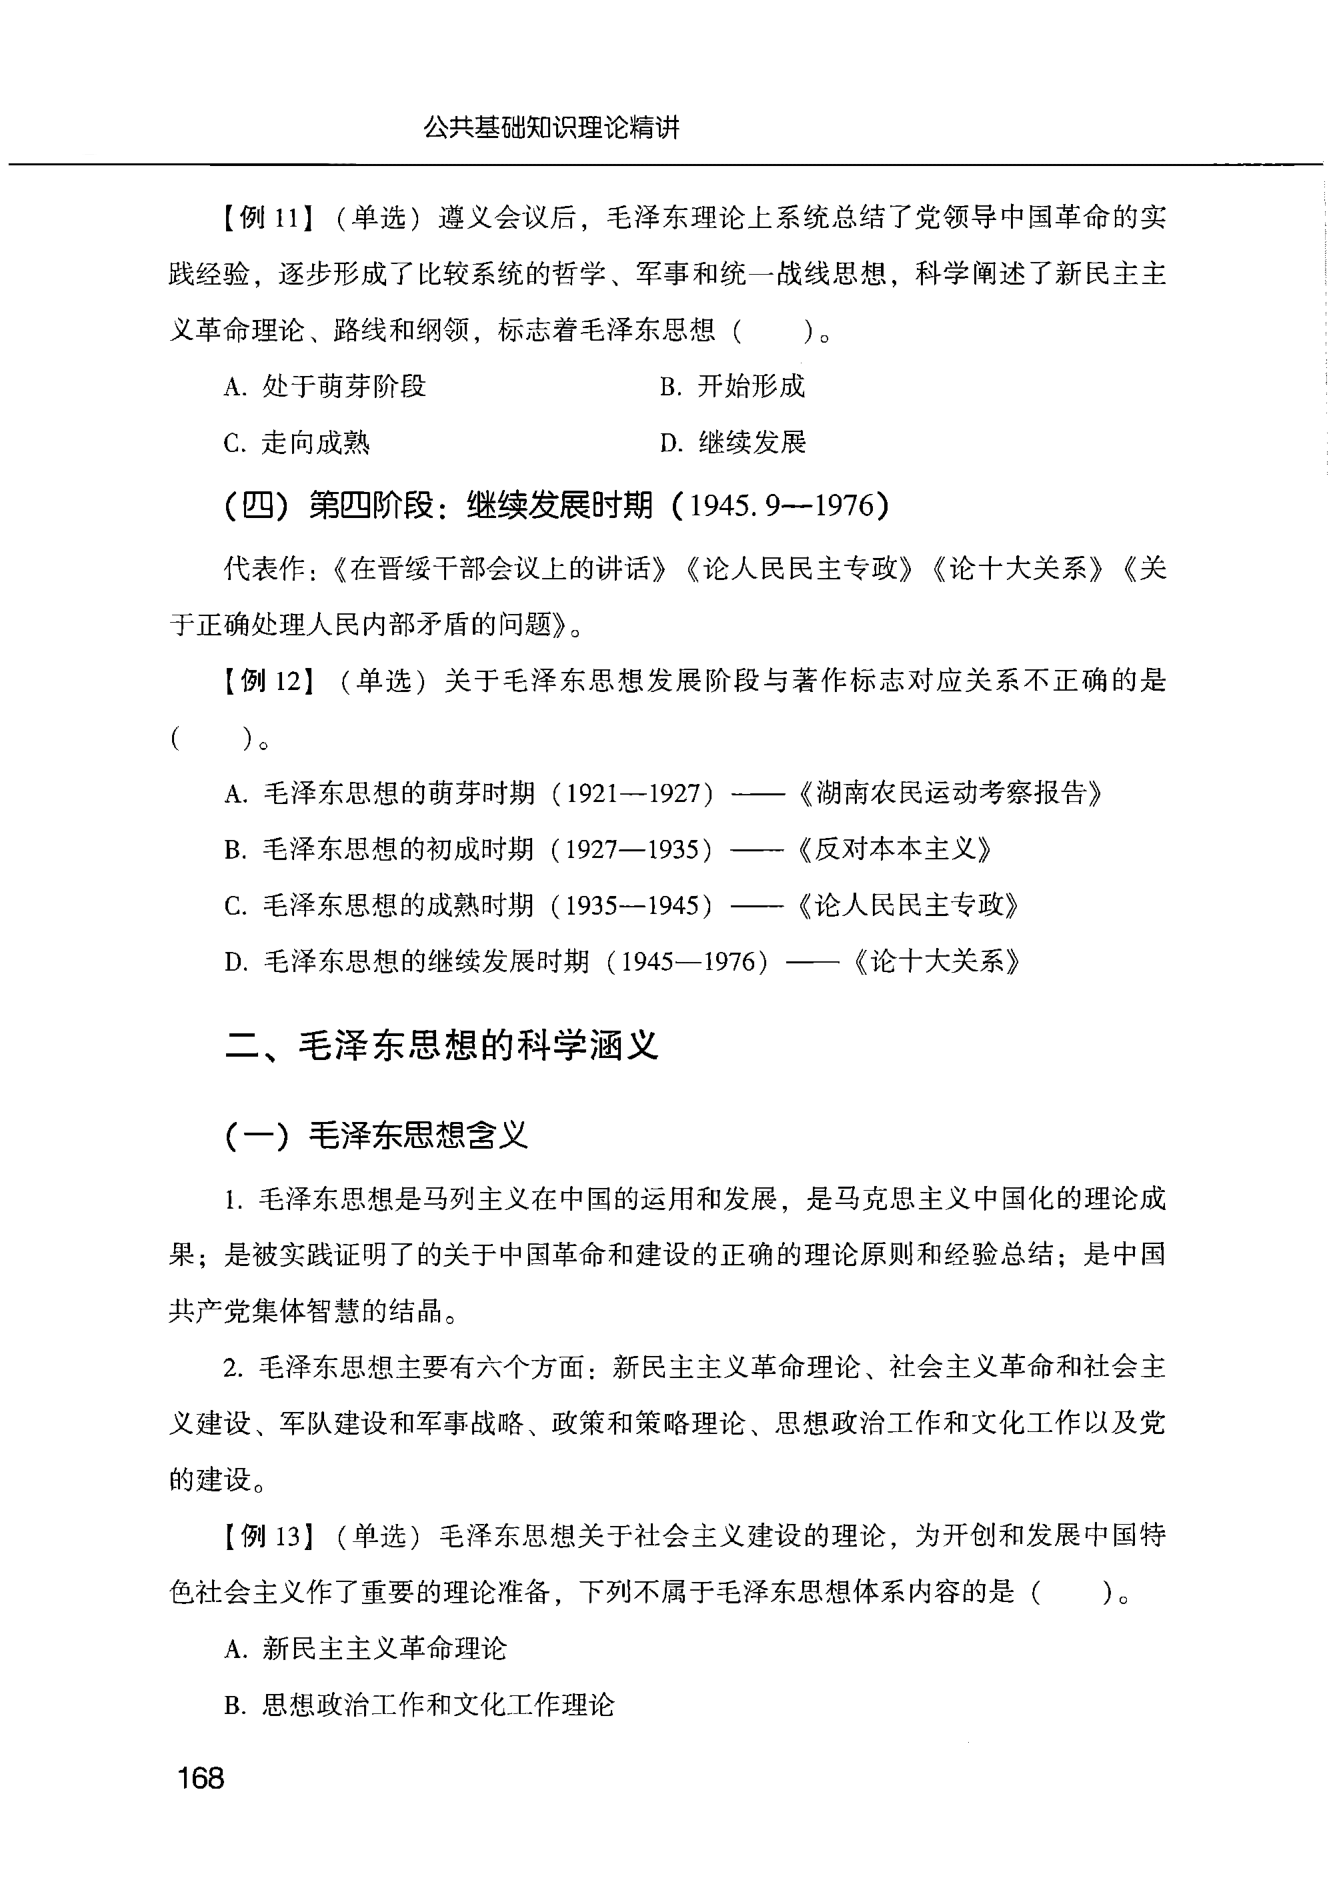 公共基础知识理论精讲
【例 11】（单选）遵义会议后，毛泽东理论上系统总结了党领导中国革命的实
践经验，逐步形成了比较系统的哲学、军事和统一战线思想，科学阐述了新民主主
义革命理论、路线和纲领，标志着毛泽东思想（　　）。
A. 处于萌芽阶段　　B. 开始形成
C. 走向成熟　　D. 继续发展
（四）第四阶段：继续发展时期（1945. 9—1976）
代表作：《在晋绥干部会议上的讲话》《论人民民主专政》《论十大关系》《关
于正确处理人民内部矛盾的问题》。
【例 12】（单选）关于毛泽东思想发展阶段与著作标志对应关系不正确的是
（　　）。
A. 毛泽东思想的萌芽时期（1921—1927）——《湖南农民运动考察报告》
B. 毛泽东思想的初成时期（1927—1935）——《反对本本主义》
C. 毛泽东思想的成熟时期（1935—1945）——《论人民民主专政》
D. 毛泽东思想的继续发展时期（1945—1976）——《论十大关系》
二、毛泽东思想的科学涵义
（一）毛泽东思想含义
1. 毛泽东思想是马列主义在中国的运用和发展，是马克思主义中国化的理论成
果；是被实践证明了的关于中国革命和建设的正确的理论原则和经验总结；是中国
共产党集体智慧的结晶。
2. 毛泽东思想主要有六个方面：新民主主义革命理论、社会主义革命和社会主
义建设、军队建设和军事战略、政策和策略理论、思想政治工作和文化工作以及党
的建设。
【例 13】（单选）毛泽东思想关于社会主义建设的理论，为开创和发展中国特
色社会主义作了重要的理论准备，下列不属于毛泽东思想体系内容的是（　　）。
A. 新民主主义革命理论
B. 思想政治工作和文化工作理论
168